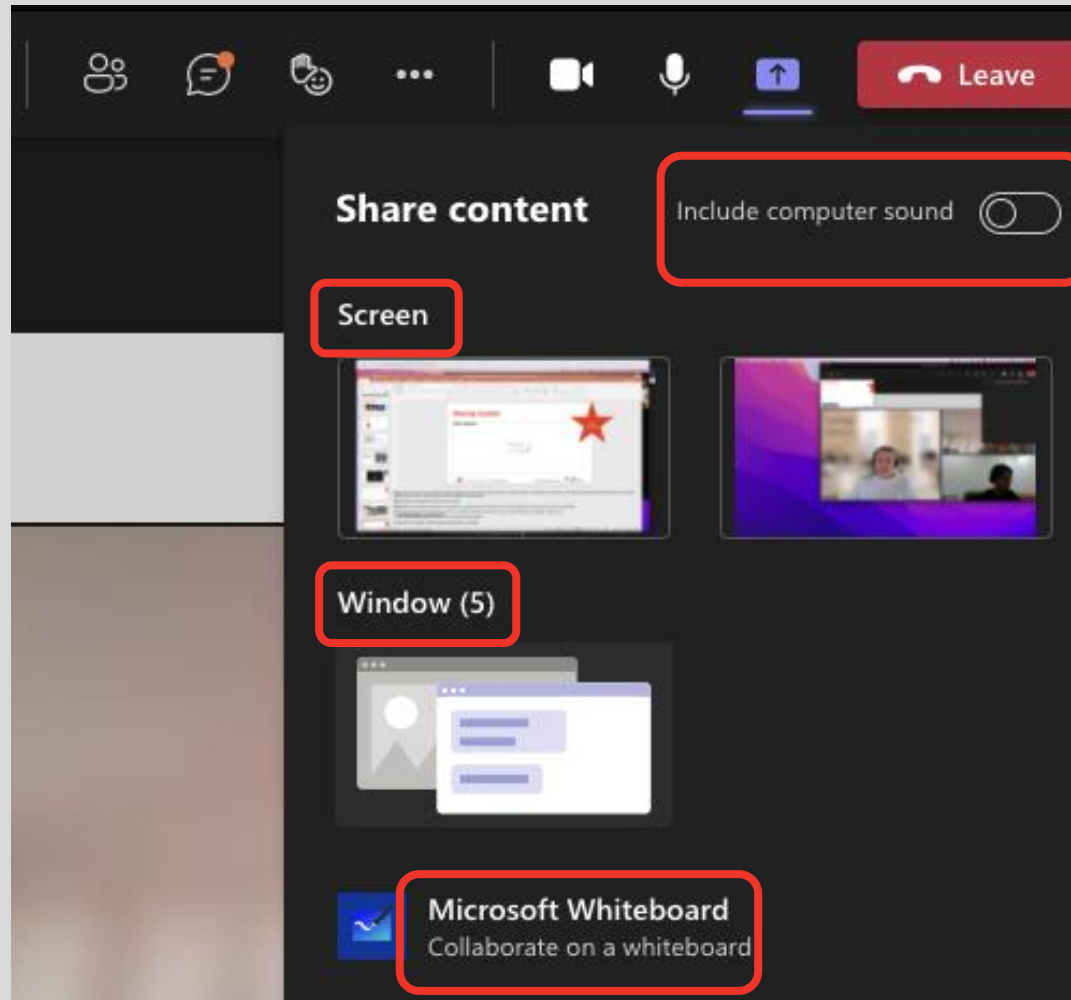 Leave
Share content
Include computer sound
Screen
Window (5)
Microsoft Whiteboard
Collaborate on a whiteboard